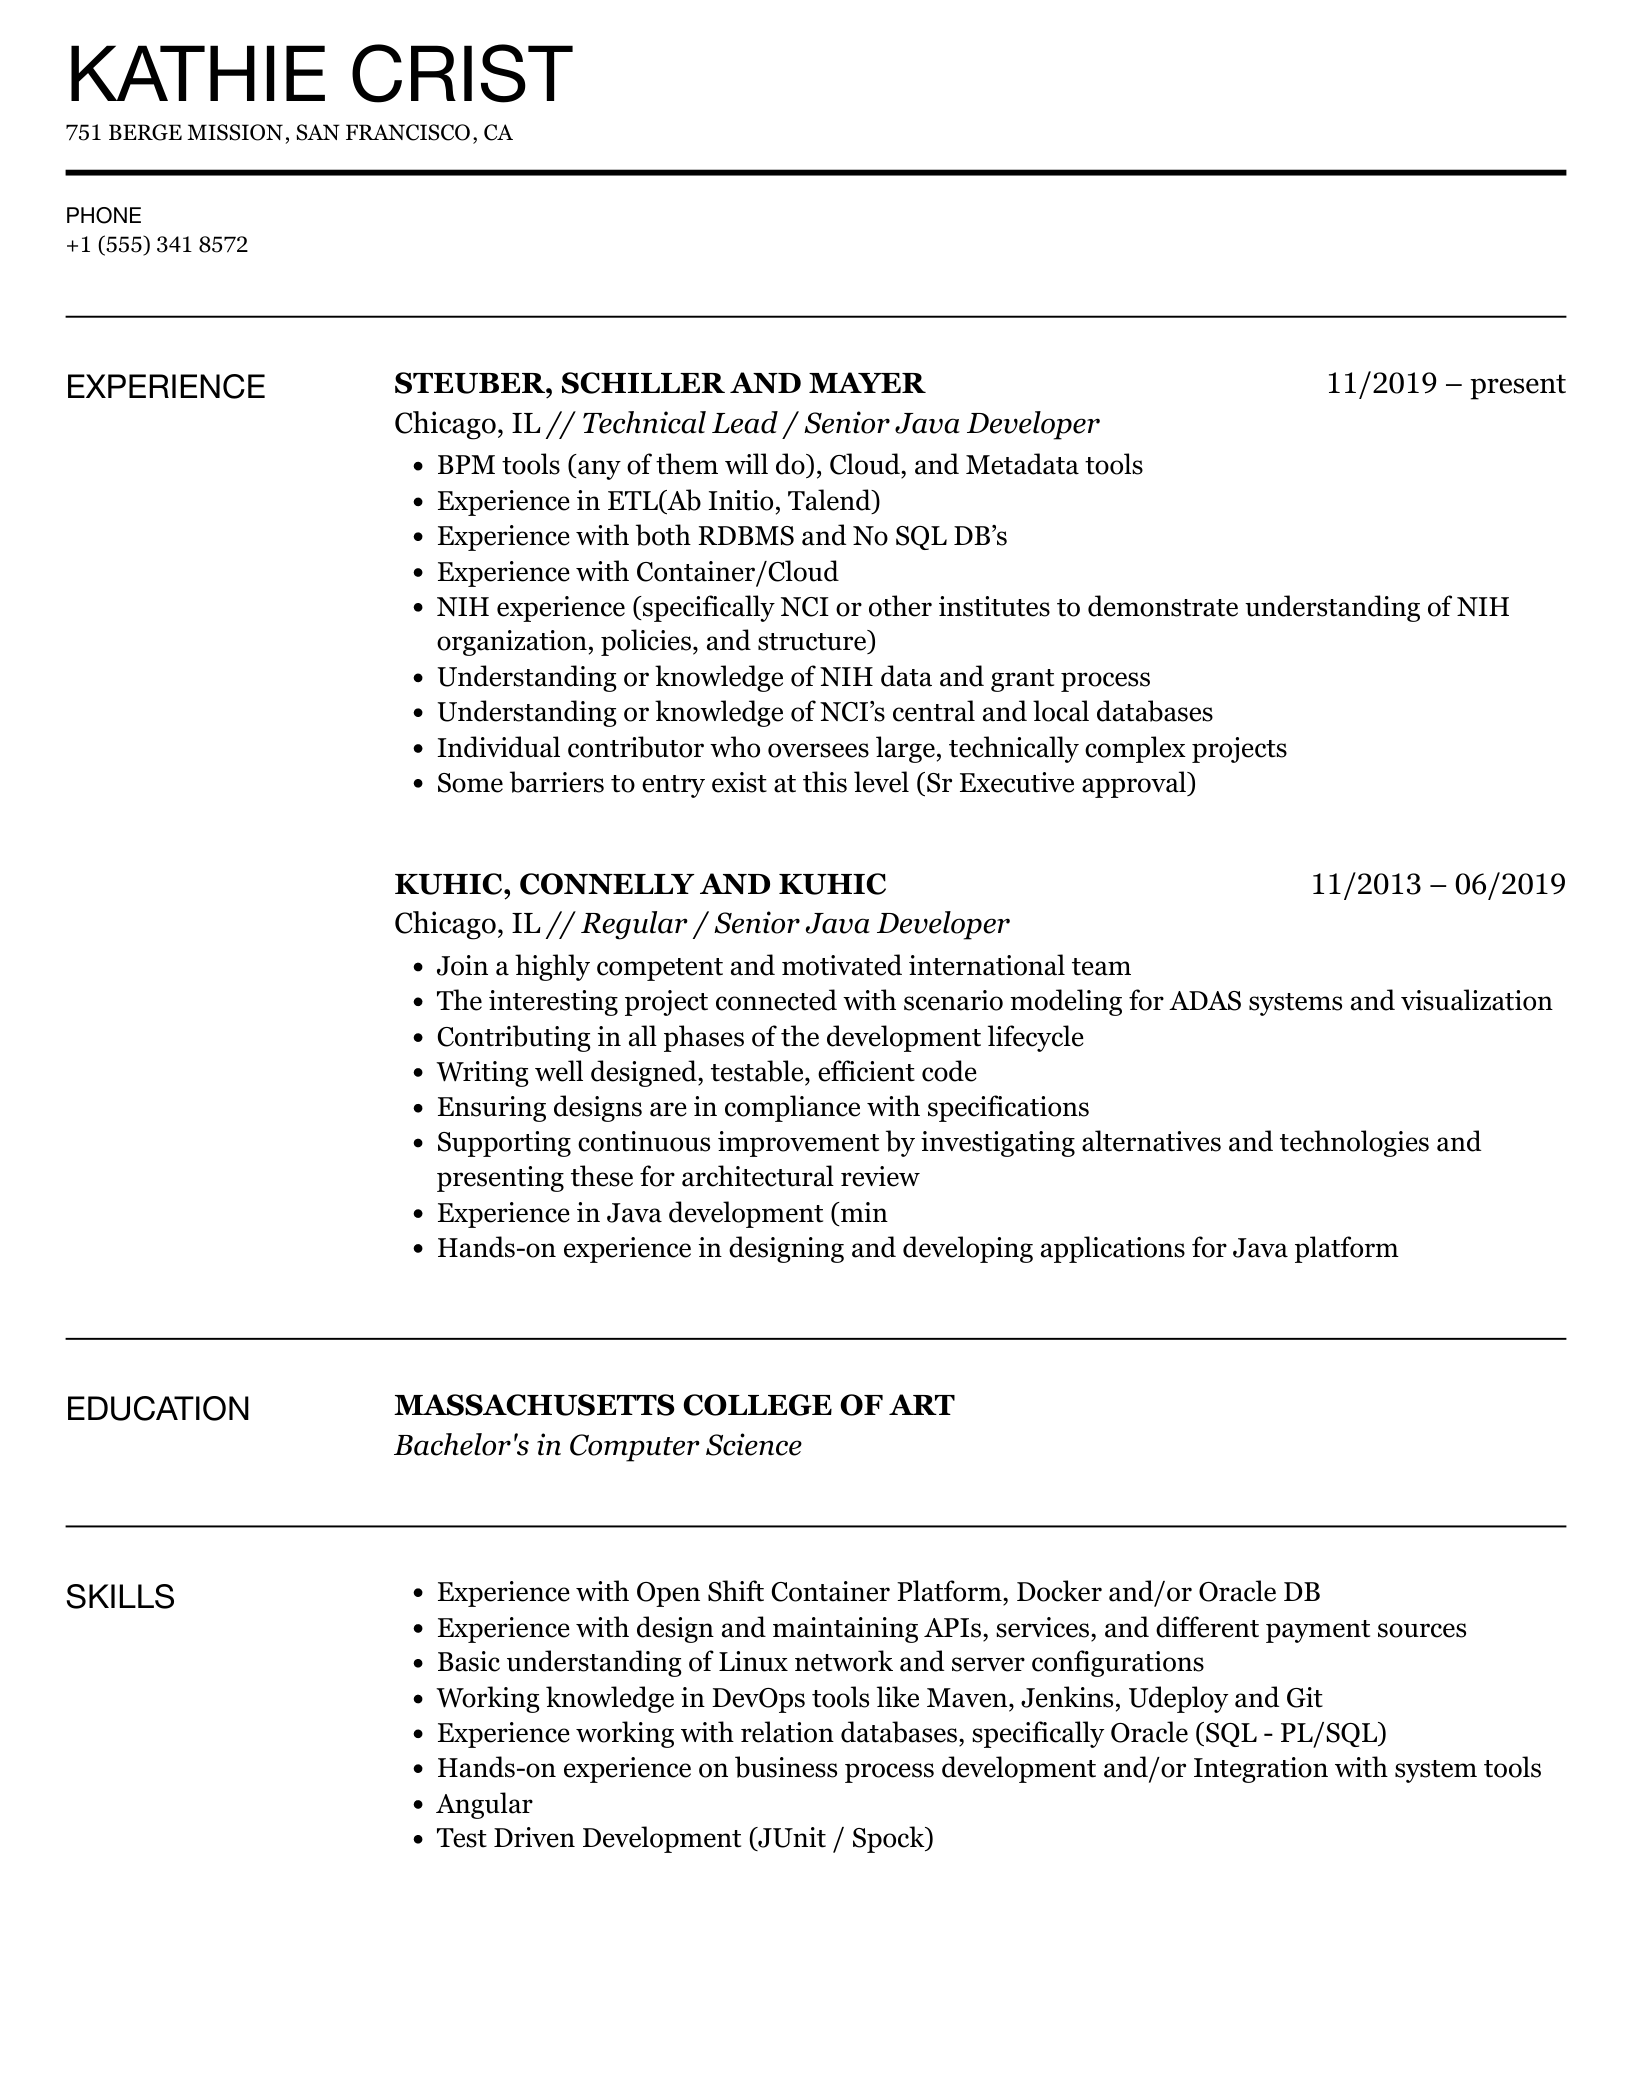 KATHIE CRIST
751 BERGE MISSION, SAN FRANCISCO, CA
PHONE
+1 (555) 341 8572
EXPERIENCE
STEUBER, SCHILLER AND MAYER 11/2019 – present
Chicago, IL // Technical Lead / Senior Java Developer
• BPM tools (any of them will do), Cloud, and Metadata tools
• Experience in ETL(Ab Initio, Talend)
• Experience with both RDBMS and No SQL DB’s
• Experience with Container/Cloud
• NIH experience (specifically NCI or other institutes to demonstrate understanding of NIH
organization, policies, and structure)
• Understanding or knowledge of NIH data and grant process
• Understanding or knowledge of NCI’s central and local databases
• Individual contributor who oversees large, technically complex projects
• Some barriers to entry exist at this level (Sr Executive approval)
KUHIC, CONNELLY AND KUHIC 11/2013 – 06/2019
Chicago, IL // Regular / Senior Java Developer
• Join a highly competent and motivated international team
• The interesting project connected with scenario modeling for ADAS systems and visualization
• Contributing in all phases of the development lifecycle
• Writing well designed, testable, efficient code
• Ensuring designs are in compliance with specifications
• Supporting continuous improvement by investigating alternatives and technologies and
presenting these for architectural review
• Experience in Java development (min
• Hands-on experience in designing and developing applications for Java platform
EDUCATION
MASSACHUSETTS COLLEGE OF ART
Bachelor's in Computer Science
SKILLS
• Experience with Open Shift Container Platform, Docker and/or Oracle DB
• Experience with design and maintaining APIs, services, and different payment sources
• Basic understanding of Linux network and server configurations
• Working knowledge in DevOps tools like Maven, Jenkins, Udeploy and Git
• Experience working with relation databases, specifically Oracle (SQL - PL/SQL)
• Hands-on experience on business process development and/or Integration with system tools
• Angular
• Test Driven Development (JUnit / Spock)